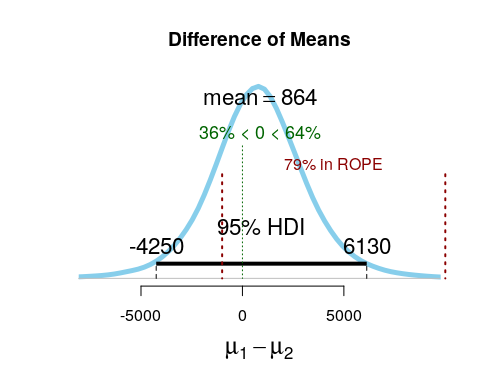 Difference of Means
mean = 864
36% < 0 < 64%
79% in ROPE
95% HDI
-4250 6130
-5000 0 5000
μ1 − μ2